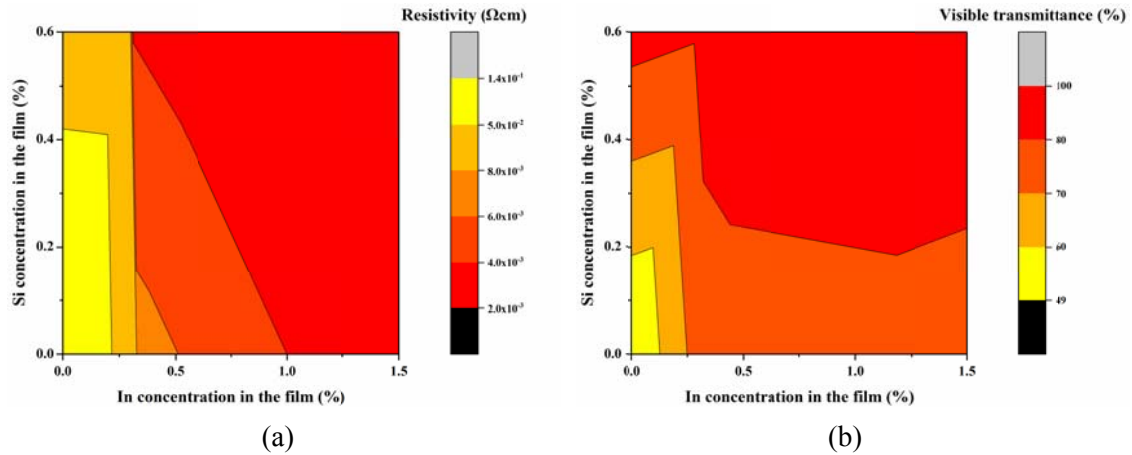 Resistivity (Ωcm)
0.6
0.4
0.2
0.0
Si concentration in the film (%)
0.0 0.5 1.0 1.5
In concentration in the film (%)
1.4x10⁻¹
5.0x10⁻²
8.0x10⁻³
6.0x10⁻³
4.0x10⁻³
2.0x10⁻³
(a)
Visible transmittance (%)
0.6
0.4
0.2
0.0
Si concentration in the film (%)
0.0 0.5 1.0 1.5
In concentration in the film (%)
100
80
70
60
49
(b)